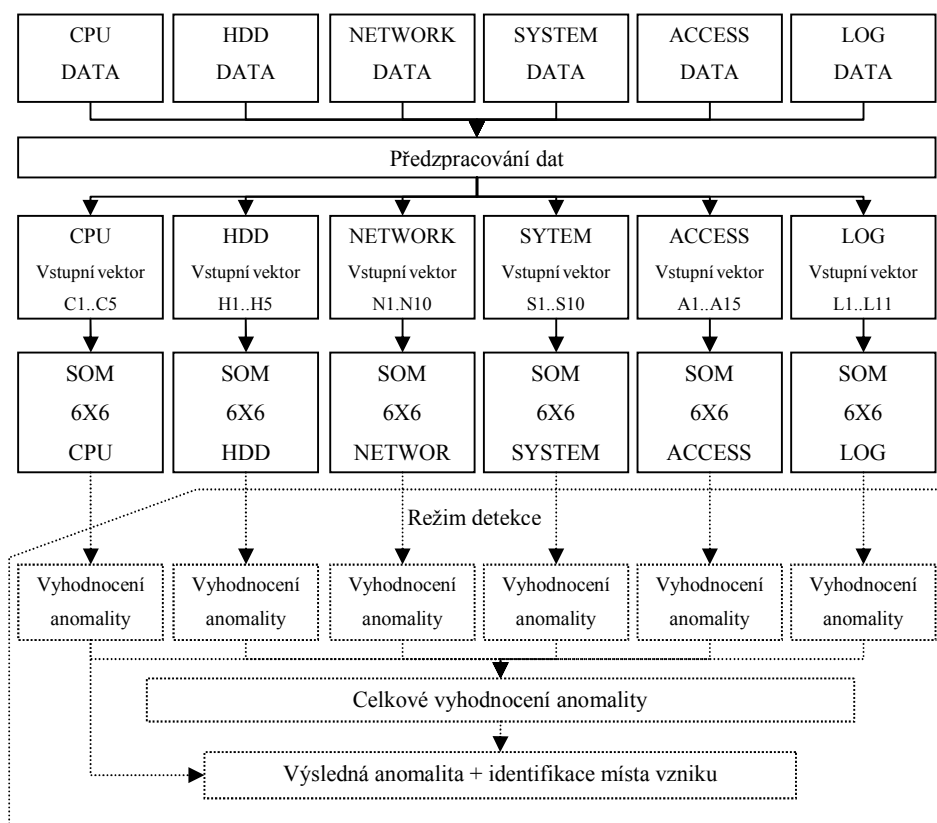 CPU
DATA
HDD
DATA
NETWORK
DATA
SYSTEM
DATA
ACCESS
DATA
LOG
DATA
Předzpracování dat
CPU
Vstupní vektor
C1..C5
HDD
Vstupní vektor
H1..H5
NETWORK
Vstupní vektor
N1.N10
SYTEM
Vstupní vektor
S1..S10
ACCESS
Vstupní vektor
A1..A15
LOG
Vstupní vektor
L1..L11
SOM
6X6
CPU
SOM
6X6
HDD
SOM
6X6
NETWOR
SOM
6X6
SYSTEM
SOM
6X6
ACCESS
SOM
6X6
LOG
Režim detekce
Vyhodnocení
anomality
Vyhodnocení
anomality
Vyhodnocení
anomality
Vyhodnocení
anomality
Vyhodnocení
anomality
Vyhodnocení
anomality
Celkové vyhodnocení anomality
Výsledná anomalita + identifikace místa vzniku